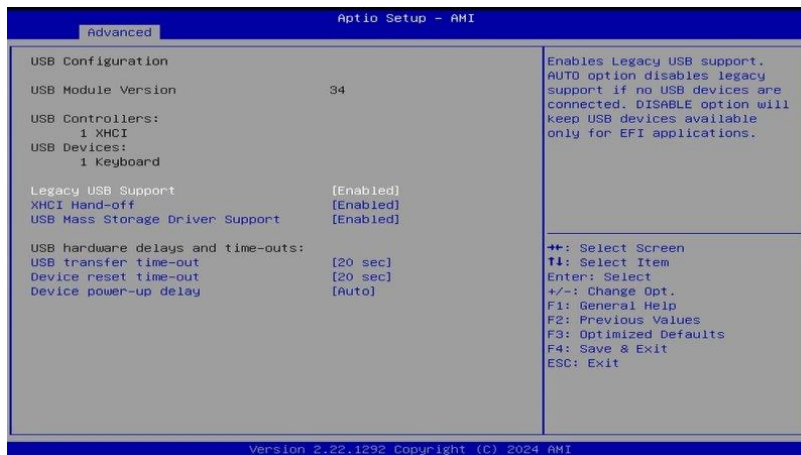 Aptio Setup - AMI
Advanced
USB Configuration
USB Module Version 34
USB Controllers:
1 XHCI
USB Devices:
1 Keyboard
Legacy USB Support [Enabled]
XHCI Hand-off [Enabled]
USB Mass Storage Driver Support [Enabled]
USB hardware delays and time-outs:
USB transfer time-out [20 sec]
Device reset time-out [20 sec]
Device power-up delay [Auto]
Enables Legacy USB support.
AUTO option disables legacy
support if no USB devices are
connected. DISABLE option will
keep USB devices available
only for EFI applications.
→←: Select Screen
↑↓: Select Item
Enter: Select
+/-: Change Opt.
F1: General Help
F2: Previous Values
F3: Optimized Defaults
F4: Save & Exit
ESC: Exit
Version 2.22.1292 Copyright (C) 2024 AMI